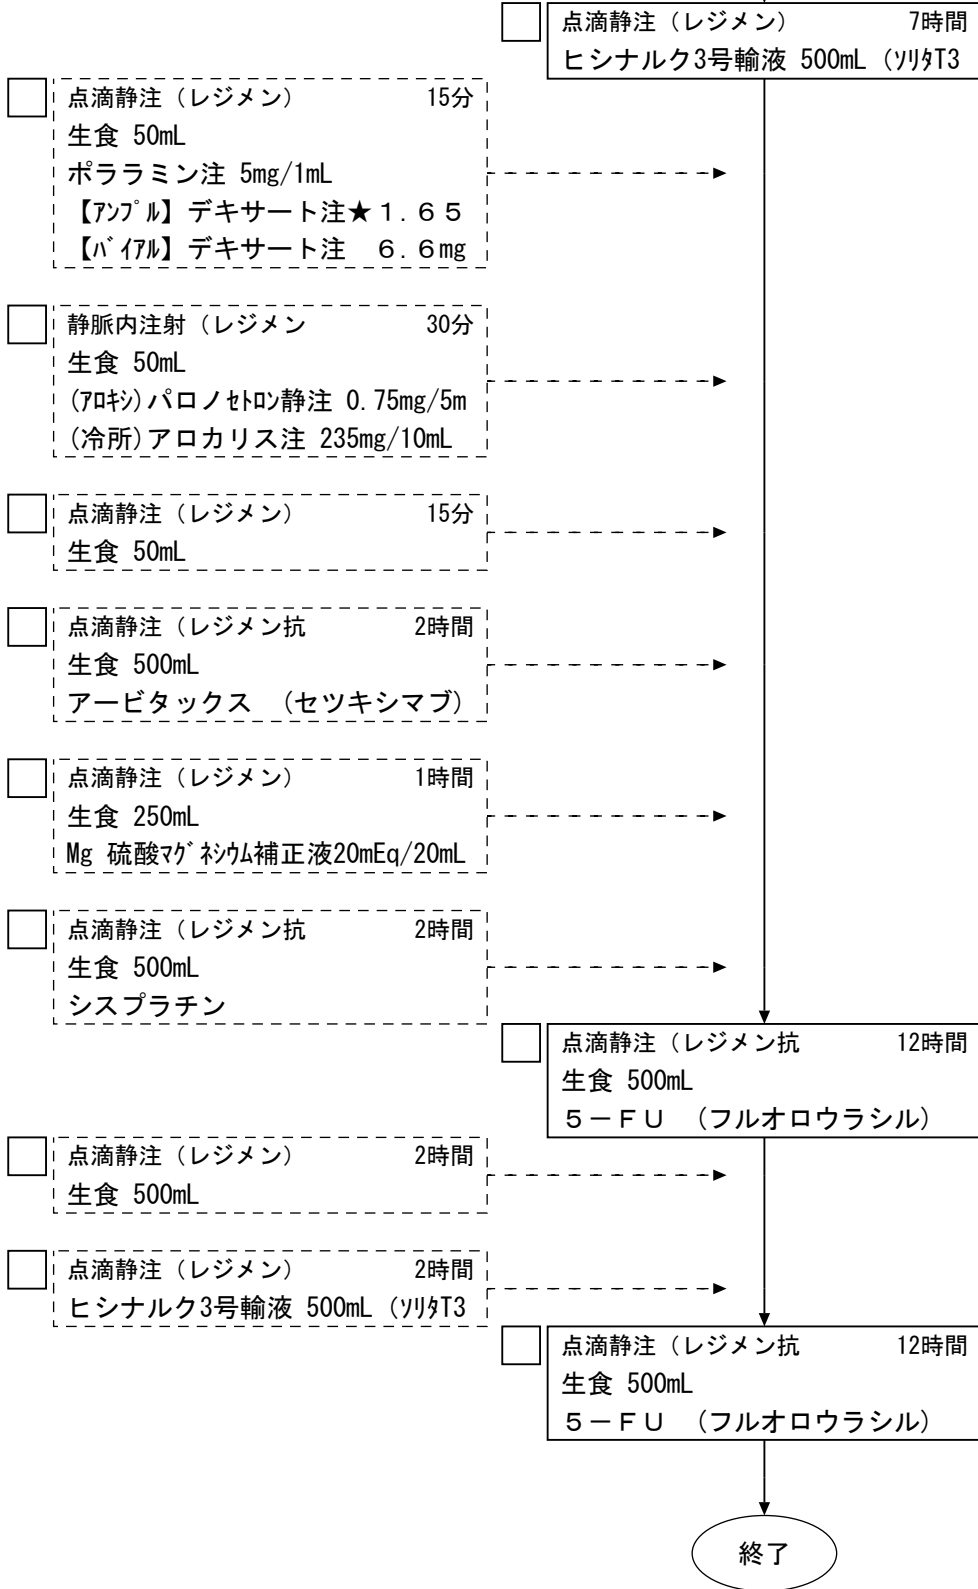 点滴静注（レジメン） 7時間
ヒシナルク3号輸液 500mL（ｿﾘﾀT3
点滴静注（レジメン） 15分
生食 50mL
ポララミン注 5mg/1mL
【ｱﾝﾌﾟﾙ】デキサート注★１.６５
【ﾊﾞｲｱﾙ】デキサート注　６.６mg
静脈内注射（レジメン 30分
生食 50mL
(ｱﾛｷｼ)パロノｾﾄﾛﾝ静注 0.75mg/5m
(冷所)アロカリス注 235mg/10mL
点滴静注（レジメン） 15分
生食 50mL
点滴静注（レジメン抗 2時間
生食 500mL
アービタックス　（セツキシマブ）
点滴静注（レジメン） 1時間
生食 250mL
Mg 硫酸ﾏｸﾞﾈｼｳﾑ補正液20mEq/20mL
点滴静注（レジメン抗 2時間
生食 500mL
シスプラチン
点滴静注（レジメン抗 12時間
生食 500mL
５－ＦＵ　（フルオロウラシル）
点滴静注（レジメン） 2時間
生食 500mL
点滴静注（レジメン） 2時間
ヒシナルク3号輸液 500mL（ｿﾘﾀT3
点滴静注（レジメン抗 12時間
生食 500mL
５－ＦＵ　（フルオロウラシル）
終了